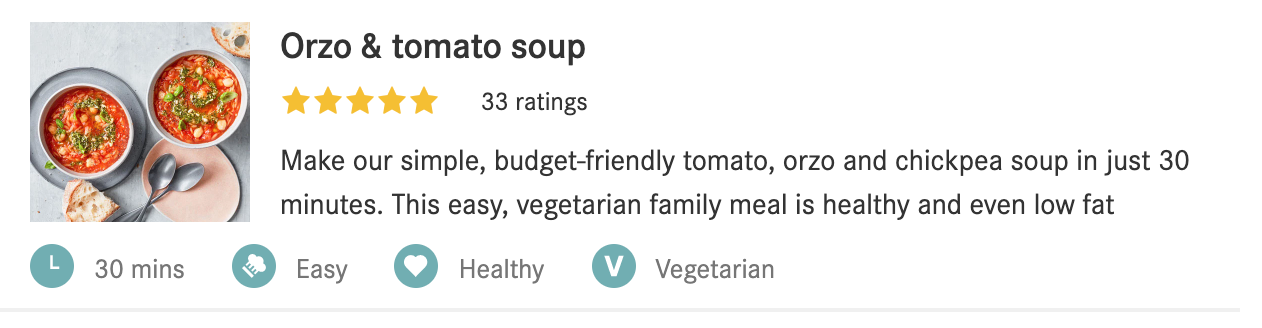 Orzo & tomato soup
33 ratings
Make our simple, budget-friendly tomato, orzo and chickpea soup in just 30
minutes. This easy, vegetarian family meal is healthy and even low fat
30 mins Easy Healthy V Vegetarian